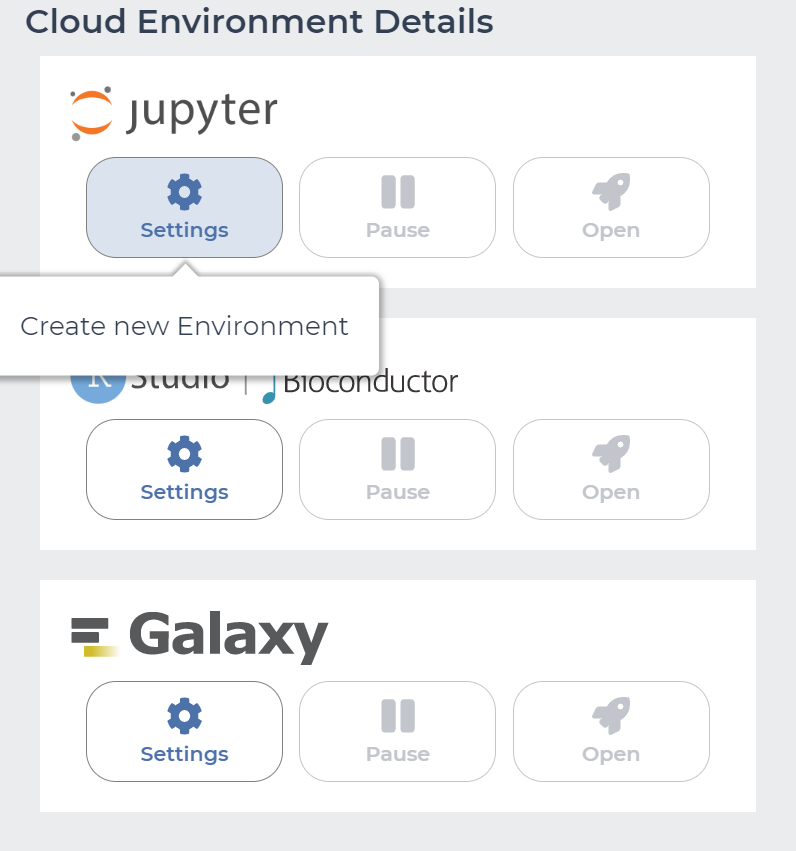 Cloud Environment Details
jupyter
Settings Pause Open
Create new Environment
R Studio | Bioconductor
Settings Pause Open
Galaxy
Settings Pause Open